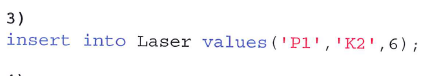 3)
insert into Laser values('P1','K2',6);